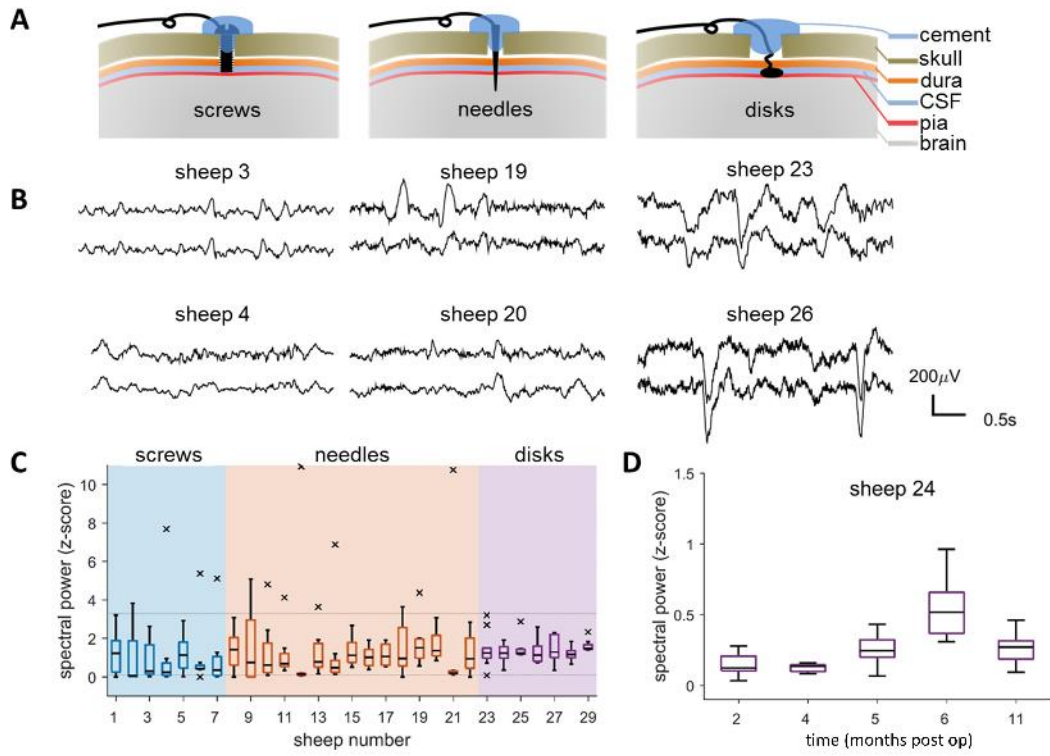 A
screws
needles
disks
cement
skull
dura
CSF
pia
brain
B
sheep 3
sheep 19
sheep 23
sheep 4
sheep 20
sheep 26
200μV
0.5s
C
screws
needles
disks
spectral power (z-score)
10
8
6
4
2
0
1 3 5 7 9 11 13 15 17 19 21 23 25 27 29
sheep number
D
sheep 24
spectral power (z-score)
1.5
1
0.5
0
2 4 5 6 11
time (months post op)